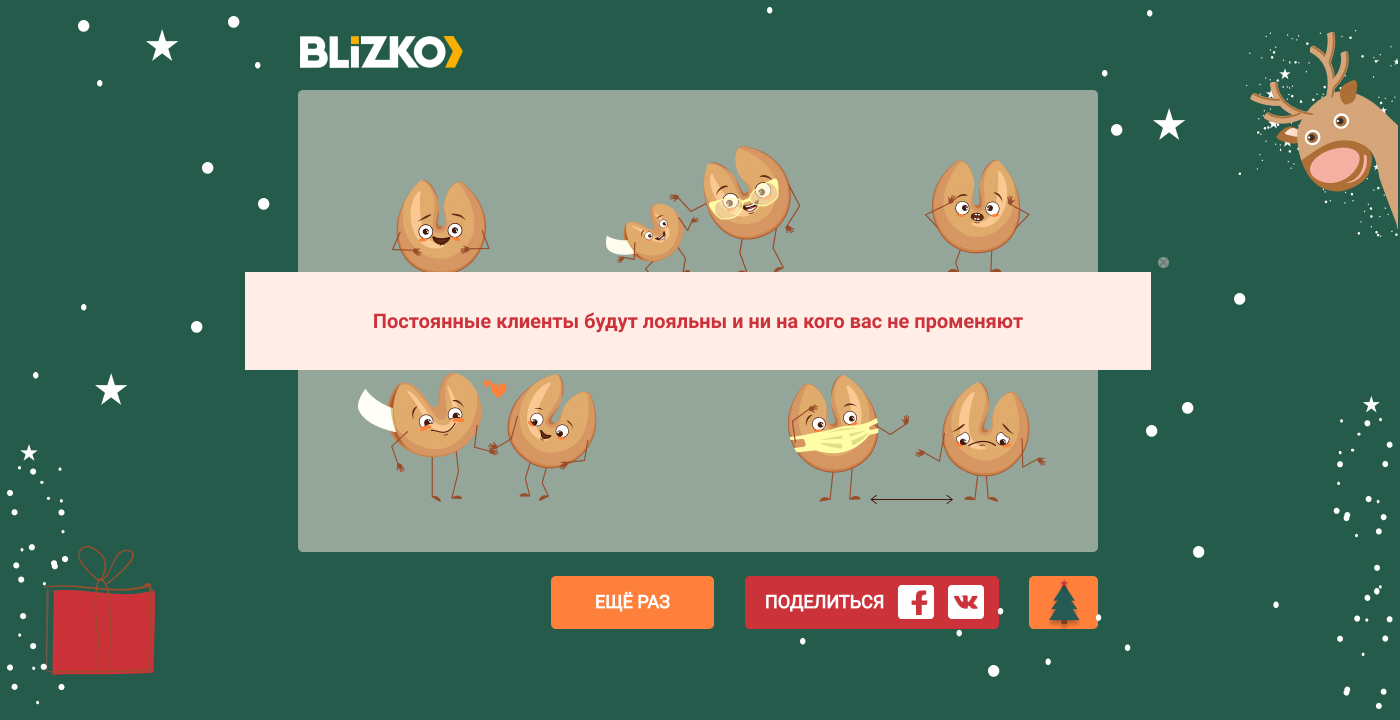 BLiZKO
Постоянные клиенты будут лояльны и ни на кого вас не променяют
ЕЩЁ РАЗ
ПОДЕЛИТЬСЯ